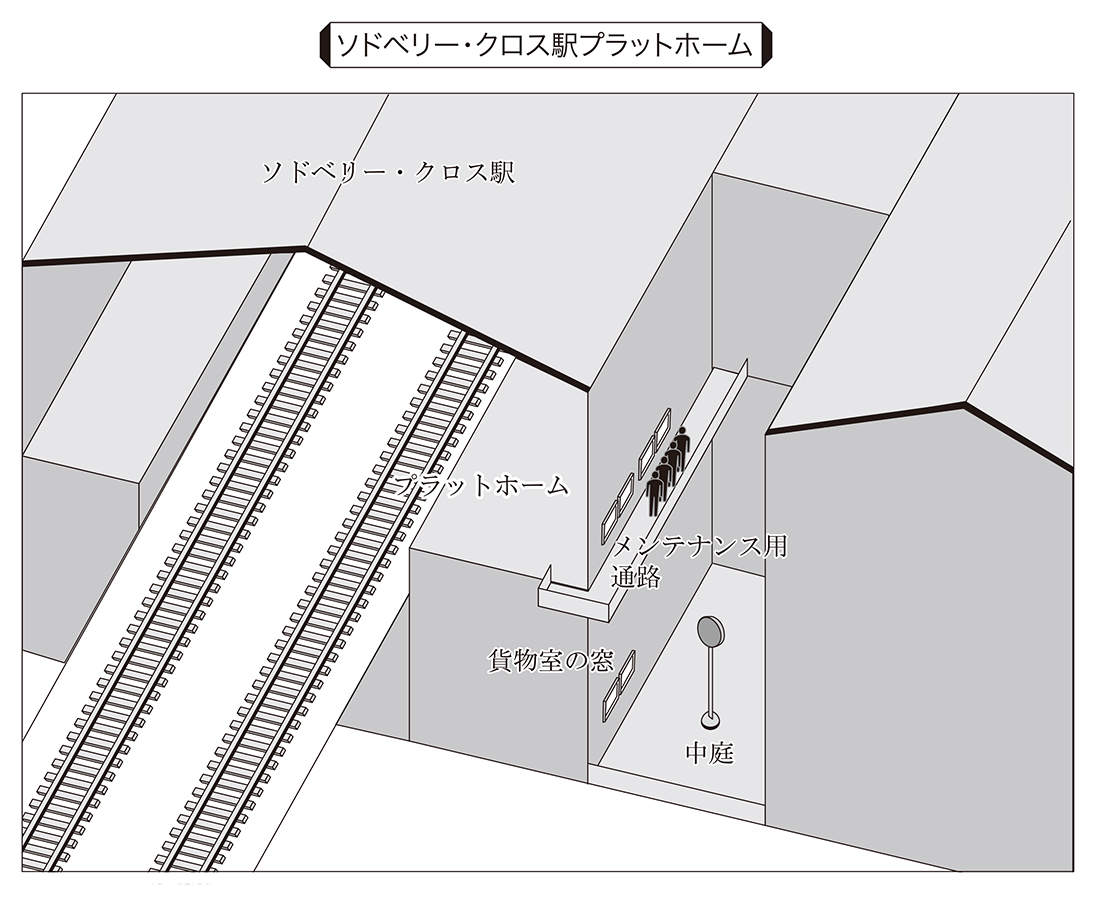 ソドベリー・クロス駅プラットホーム
ソドベリー・クロス駅
プラットホーム
メンテナンス用
通路
貨物室の窓
中庭